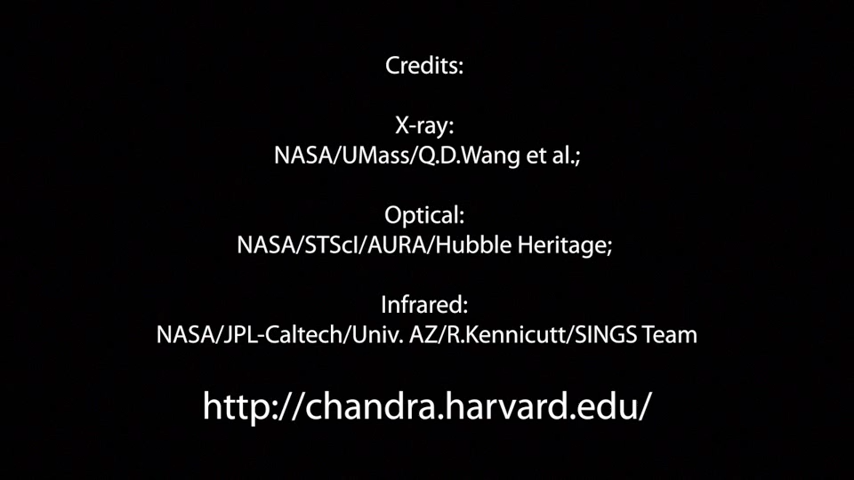 Credits:
X-ray:
NASA/UMass/Q.D.Wang et al.;
Optical:
NASA/STScI/AURA/Hubble Heritage;
Infrared:
NASA/JPL-Caltech/Univ. AZ/R.Kennicutt/SINGS Team
http://chandra.harvard.edu/